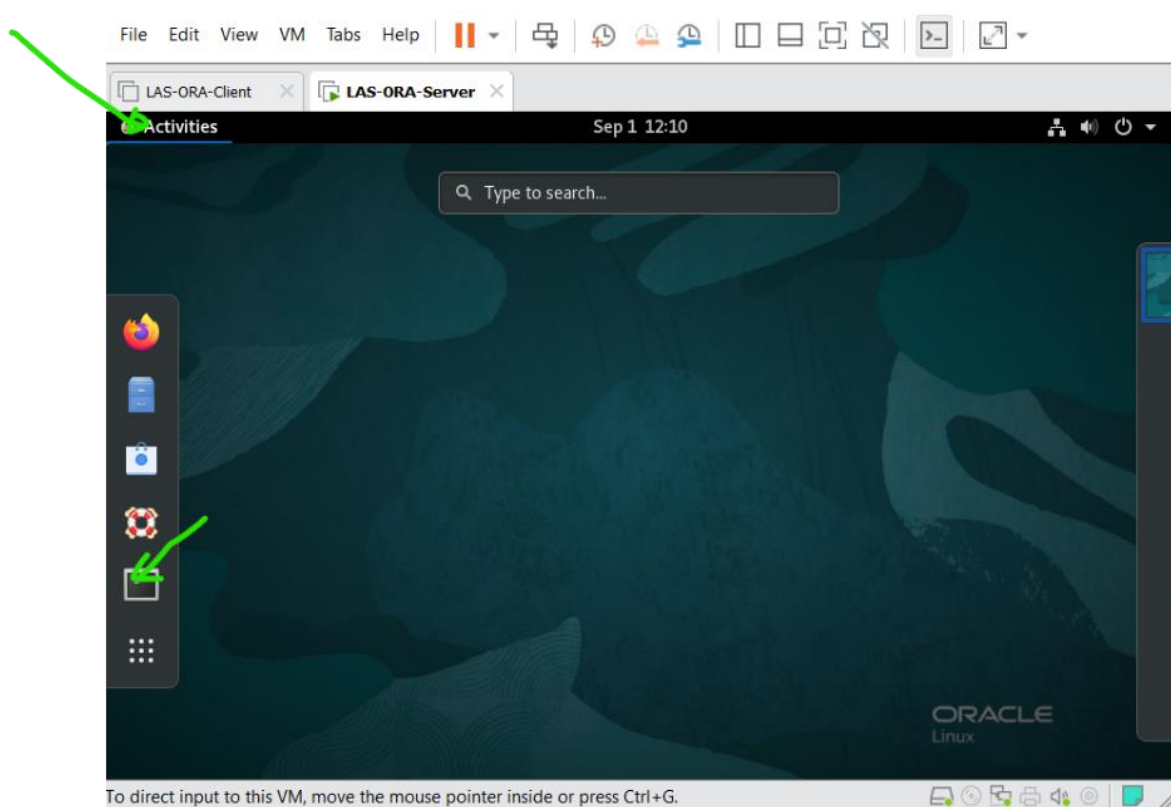 File Edit View VM Tabs Help
LAS-ORA-Client
LAS-0RA-Server
Activities
Sep 1 12:10
Type to search...
ORACLE
Linux
To direct input to this VM, move the mouse pointer inside or press Ctrl+G.